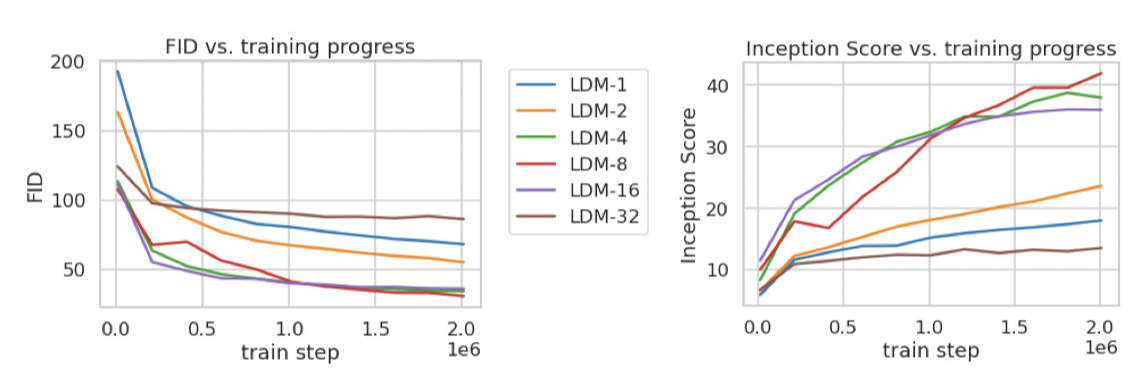 FID vs. training progress
200
150
100
50
FID
0.0 0.5 1.0 1.5 2.0
train step
1e6
LDM-1
LDM-2
LDM-4
LDM-8
LDM-16
LDM-32
Inception Score vs. training progress
40
30
20
10
Inception Score
0.0 0.5 1.0 1.5 2.0
train step
1e6